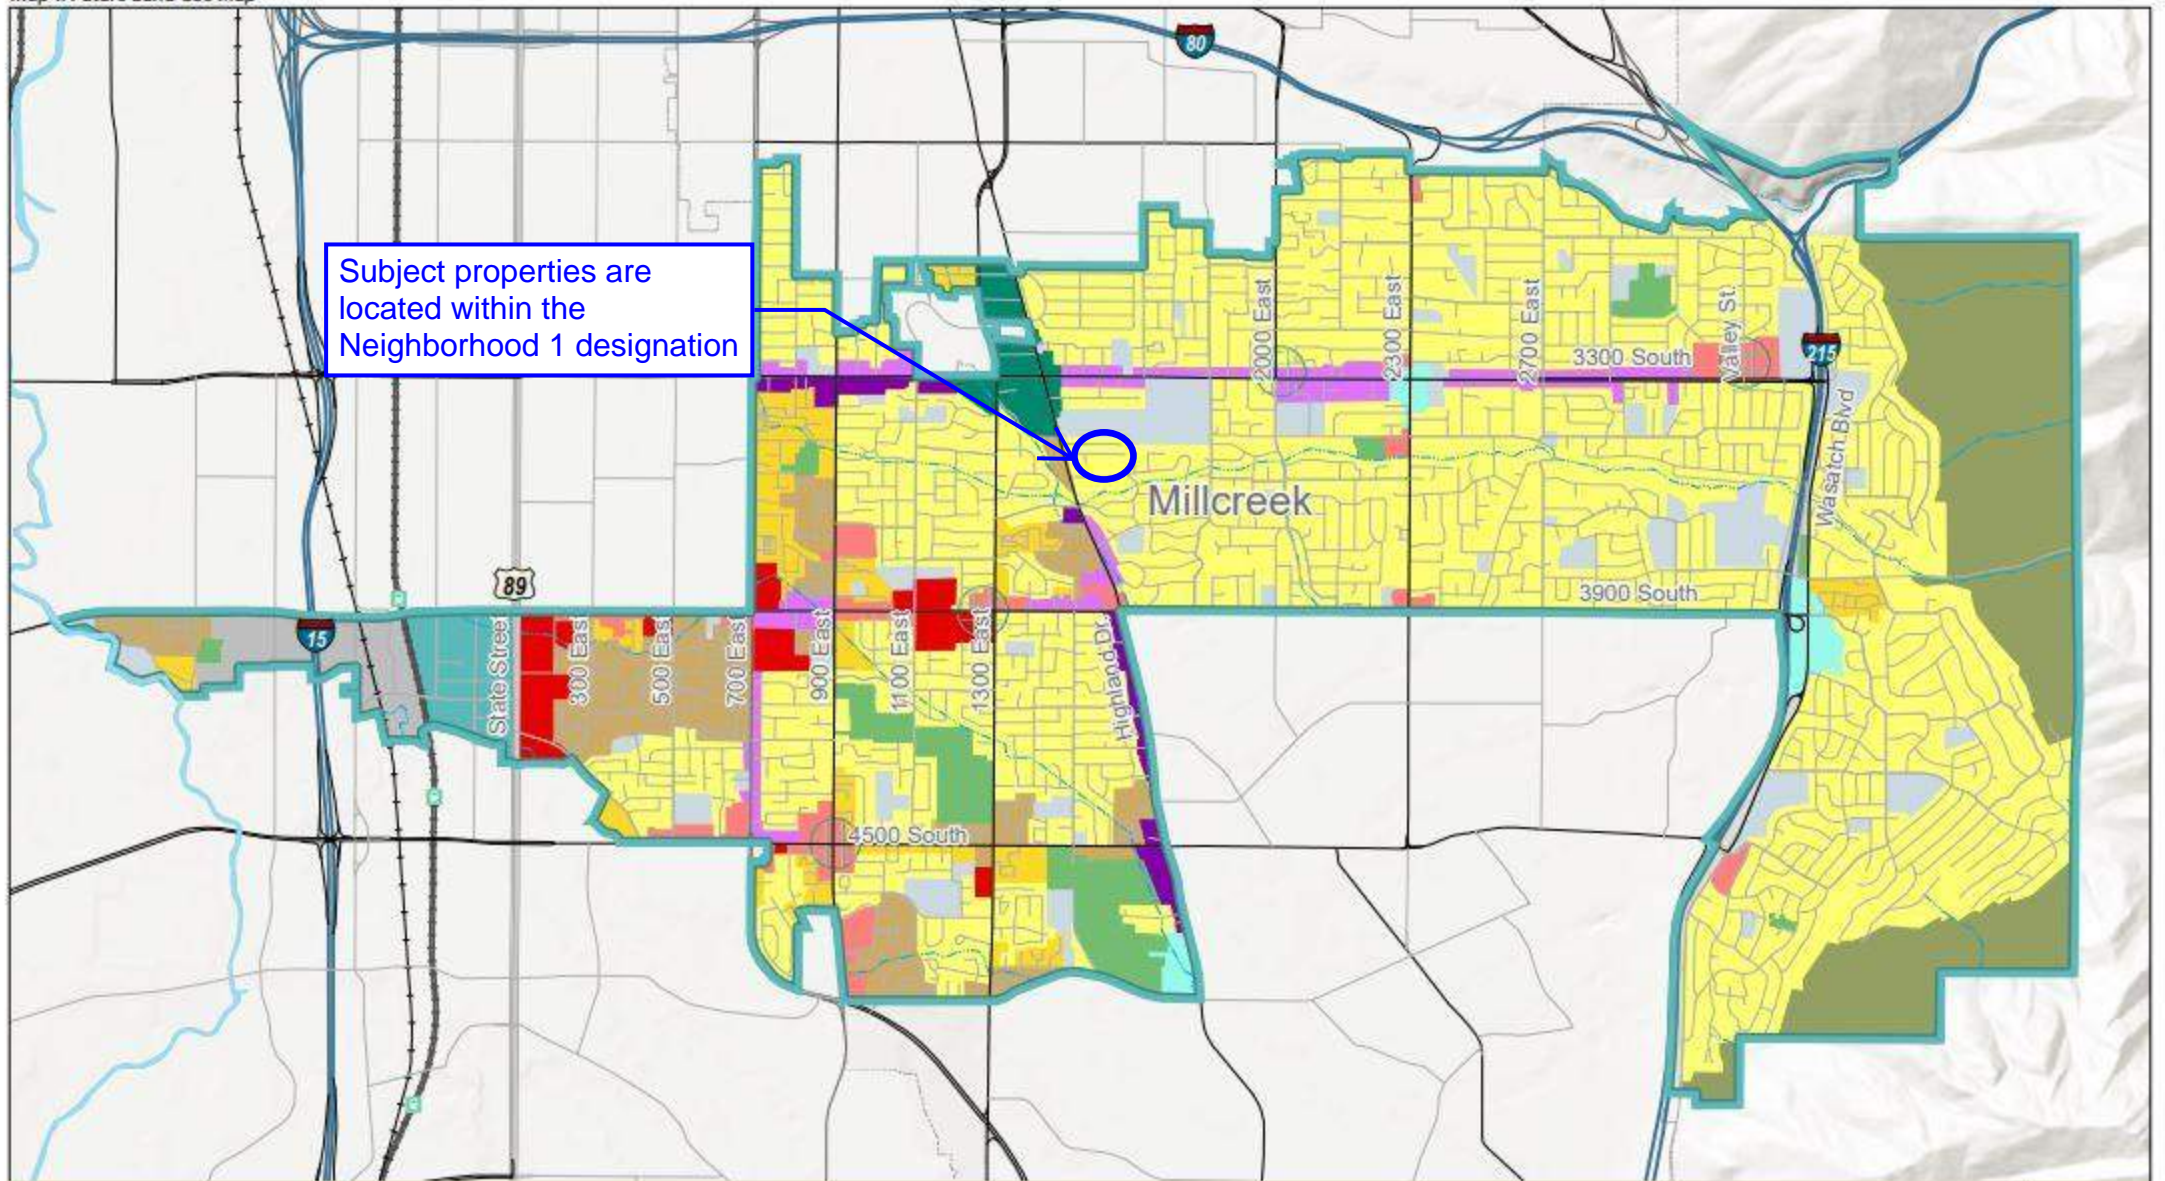 80
Subject properties are
located within the
Neighborhood 1 designation
2000 East
2300 East
2700 East
3300 South
Valley St.
215
Wasatch Blvd
Millcreek
89
3900 South
15
State Street
300 East
500 East
700 East
900 East
1100 East
1300 East
Highland Dr.
4500 South